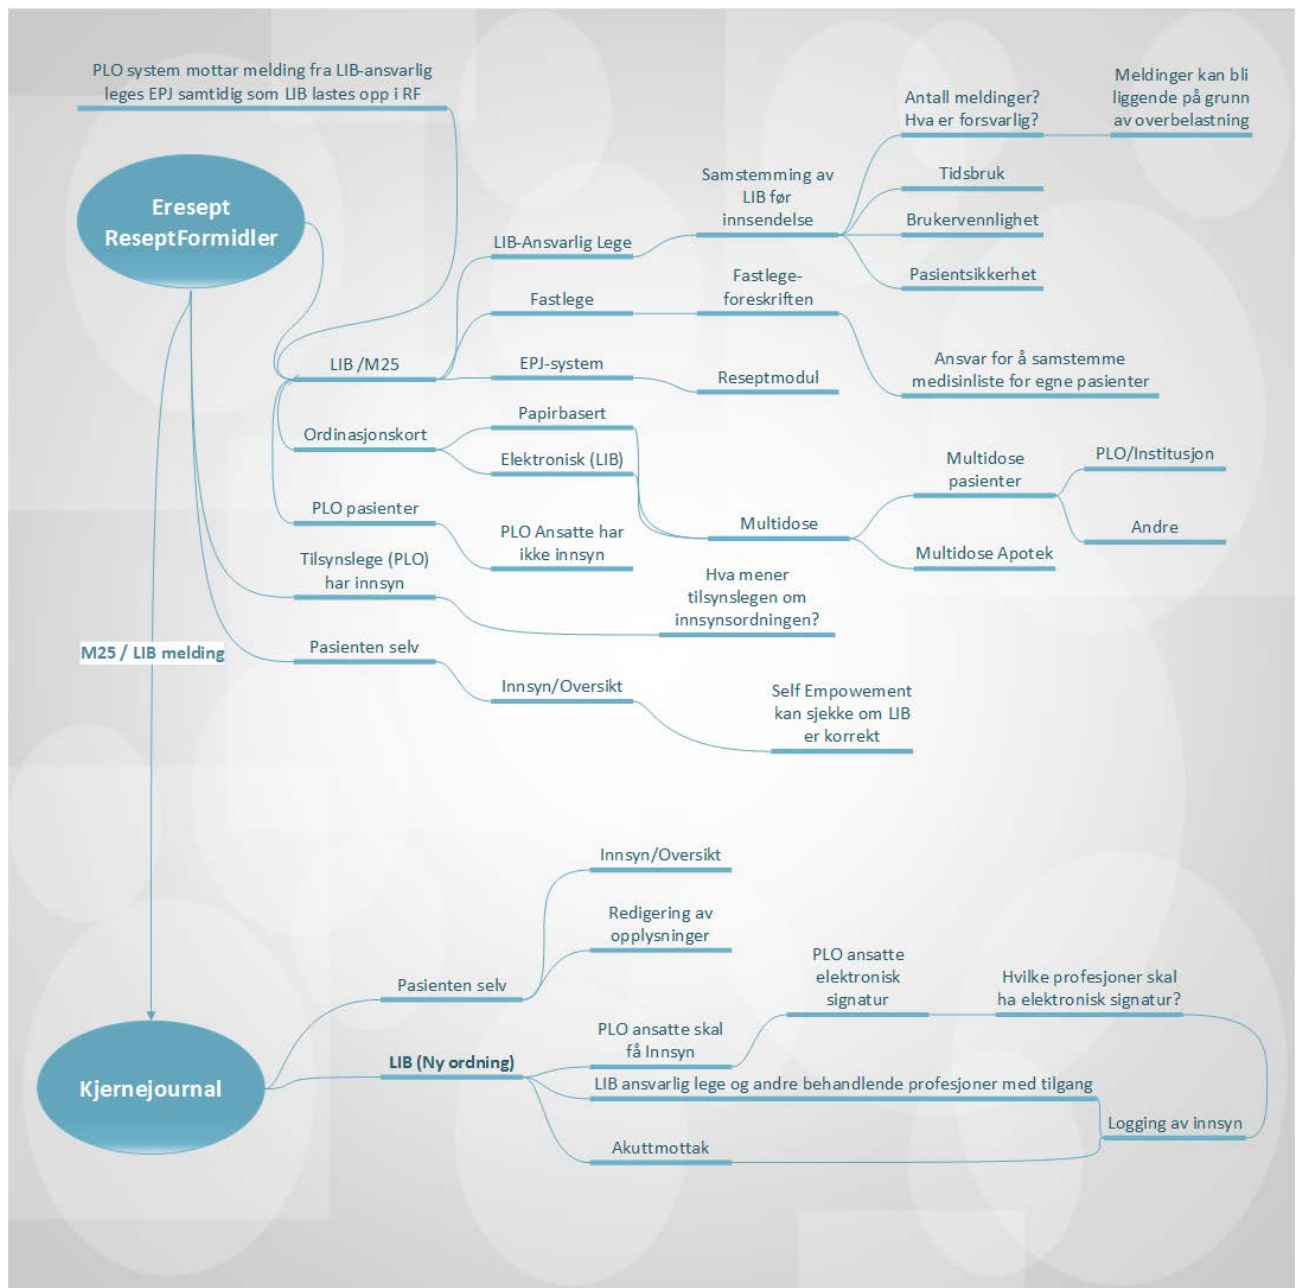 PLO system mottar melding fra LIB-ansvarlig
leges EPJ samtidig som LIB lastes opp i RF
Eresept
ReseptFormidler
Antall meldinger?
Hva er forsvarlig?
Meldinger kan bli
liggende på grunn
av overbelastning
Samstemming av
LIB før
innsendelse
Tidsbruk
Brukervennlighet
Pasientsikkerhet
LIB-Ansvarlig Lege
Fastlege
Fastlege-
foreskriften
Ansvar for å samstemme
medisinliste for egne pasienter
LIB /M25
EPJ-system
Reseptmodul
Ordinasjonskort
Papirbasert
Elektronisk (LIB)
Multidose
Multidose
pasienter
PLO/Institusjon
Andre
Multidose Apotek
PLO pasienter
PLO Ansatte har
ikke innsyn
Tilsynslege (PLO)
har innsyn
Hva mener
tilsynslegen om
innsynsordningen?
M25 / LIB melding
Pasienten selv
Innsyn/Oversikt
Self Empowement
kan sjekke om LIB
er korrekt
Innsyn/Oversikt
Redigering av
opplysninger
Pasienten selv
PLO ansatte
elektronisk
signatur
Hvilke profesjoner skal
ha elektronisk signatur?
Kjernejournal
LIB (Ny ordning)
PLO ansatte skal
få Innsyn
LIB ansvarlig lege og andre behandlende profesjoner med tilgang
Logging av innsyn
Akuttmottak